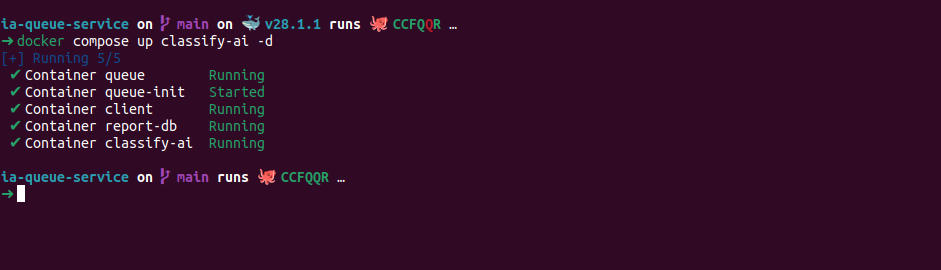 ia-queue-service on main on 🐳 v28.1.1 runs 🐙 CCFQQR …
➜ docker compose up classify-ai -d
[+] Running 5/5
✔ Container queue Running
✔ Container queue-init Started
✔ Container client Running
✔ Container report-db Running
✔ Container classify-ai Running
ia-queue-service on main runs 🐙 CCFQQR …
➜